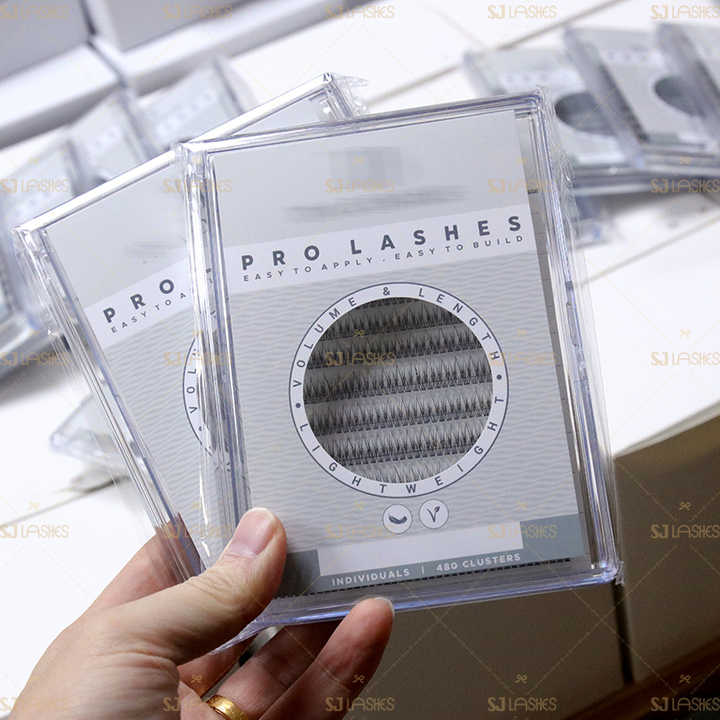 SJ LASHES
PRO LASHES
EASY TO APPLY - EASY TO BUILD
VOLUME & LENGTH
LIGHTWEIGHT
INDIVIDUALS | 480 CLUSTERS
PRO
EASY TO A
VOLU